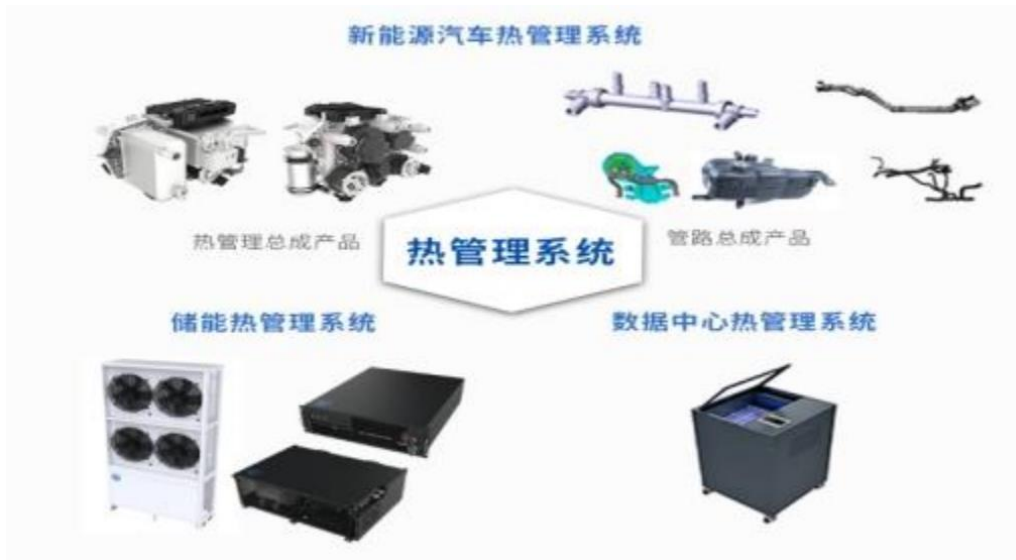 新能源汽车热管理系统
热管理总成产品
管路总成产品
热管理系统
储能热管理系统
数据中心热管理系统